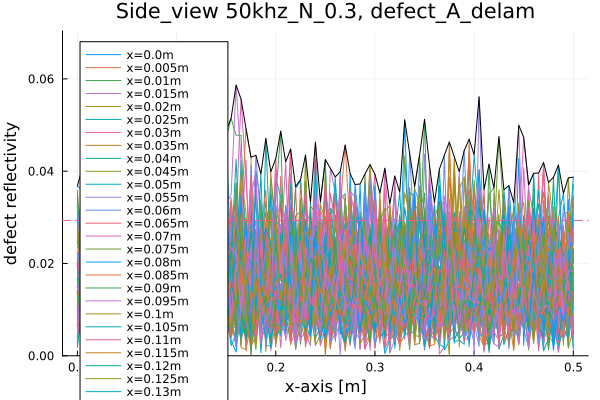 Side_view 50khz_N_0.3, defect_A_delam
defect reflectivity
0.06
0.04
0.02
0.00
x=0.0m
x=0.005m
x=0.01m
x=0.015m
x=0.02m
x=0.025m
x=0.03m
x=0.035m
x=0.04m
x=0.045m
x=0.05m
x=0.055m
x=0.06m
x=0.065m
x=0.07m
x=0.075m
x=0.08m
x=0.085m
x=0.09m
x=0.095m
x=0.1m
x=0.105m
x=0.11m
x=0.115m
x=0.12m
x=0.125m
x=0.13m
0.2 0.3 0.4 0.5
x-axis [m]